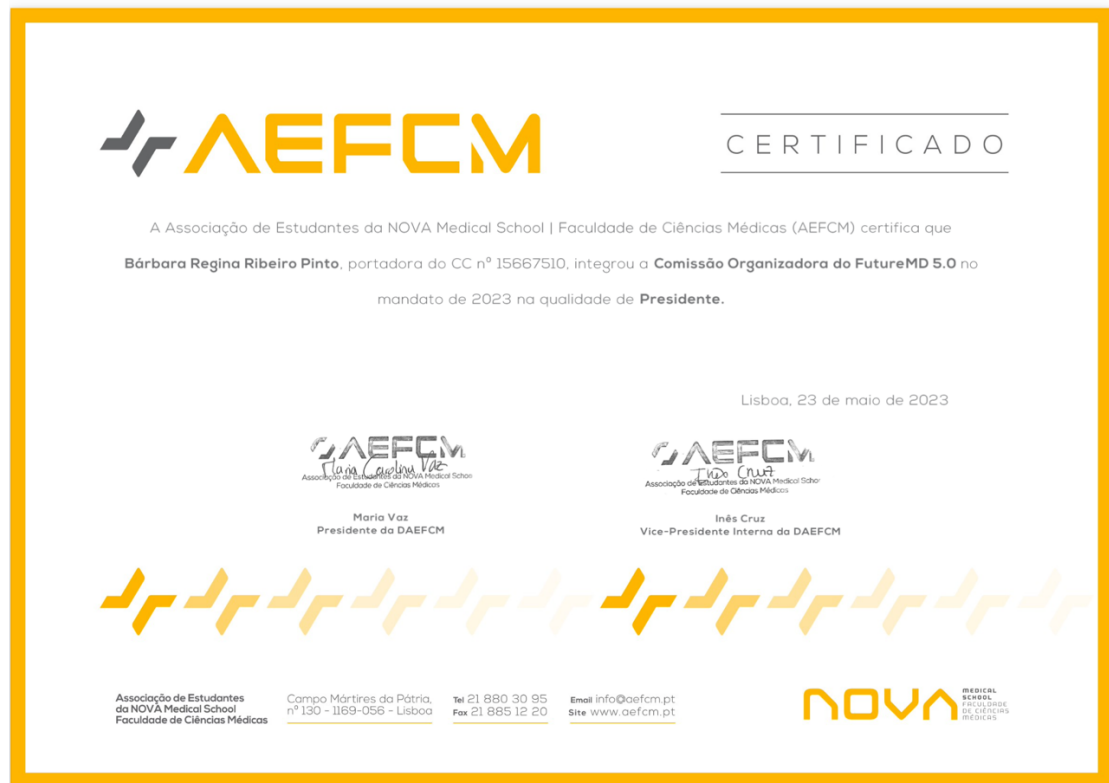 AEFCM
CERTIFICADO
A Associação de Estudantes da NOVA Medical School | Faculdade de Ciências Médicas (AEFCM) certifica que
Bárbara Regina Ribeiro Pinto, portadora do CC nº 15667510, integrou a Comissão Organizadora do FutureMD 5.0 no
mandato de 2023 na qualidade de Presidente.
Lisboa, 23 de maio de 2023
AEFCM
Maria Carolina Vaz
Associação de Estudantes da NOVA Medical School
Faculdade de Ciências Médicas
Maria Vaz
Presidente da DAEFCM
AEFCM
Inês Cruz
Associação de Estudantes da NOVA Medical School
Faculdade de Ciências Médicas
Inês Cruz
Vice-Presidente Interna da DAEFCM
Associação de Estudantes
da NOVA Medical School
Faculdade de Ciências Médicas
Campo Mártires da Pátria,
nº 130 - 1169-056 - Lisboa
Tel 21 880 30 95
Fax 21 885 12 20
Email info@aefcm.pt
Site www.aefcm.pt
NOVA
MEDICAL
SCHOOL
FACULDADE
DE CIÊNCIAS
MÉDICAS